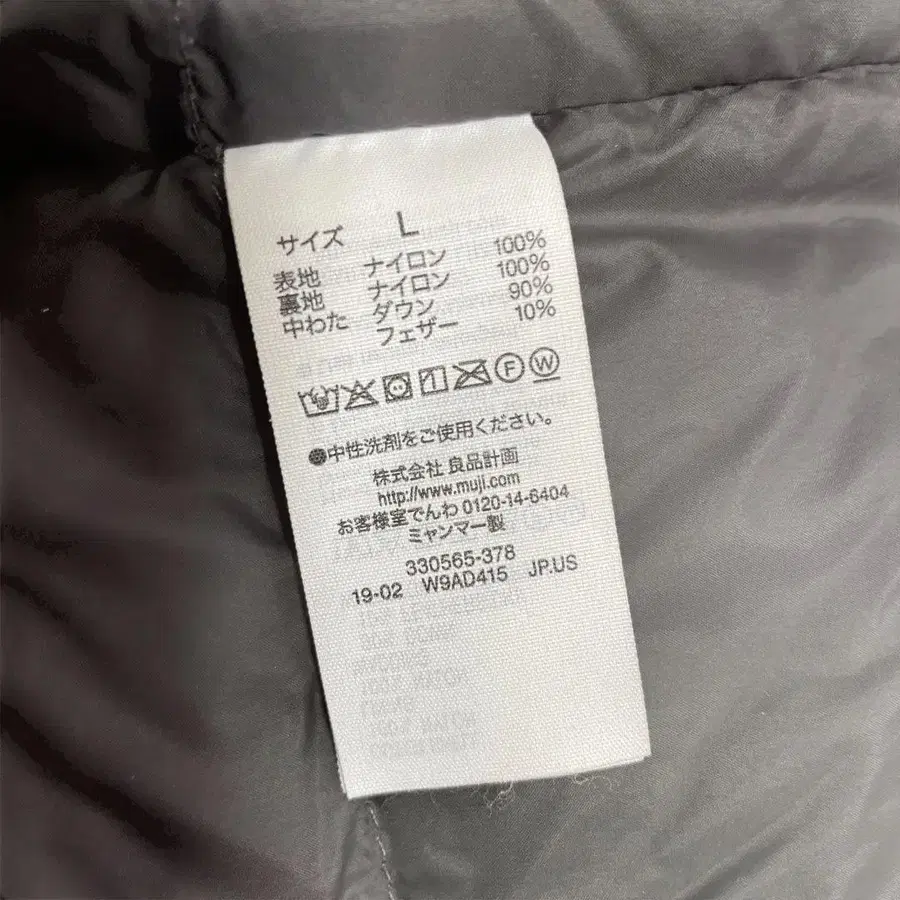 サイズ L
表地 ナイロン 100%
裏地 ナイロン 100%
中わた ダウン 90%
フェザー 10%
F W
●中性洗剤をご使用ください。
株式会社 良品計画
http://www.muji.com
お客様室でんわ 0120-14-6404
ミャンマー製
330565-378
19-02 W9AD415 JP.US